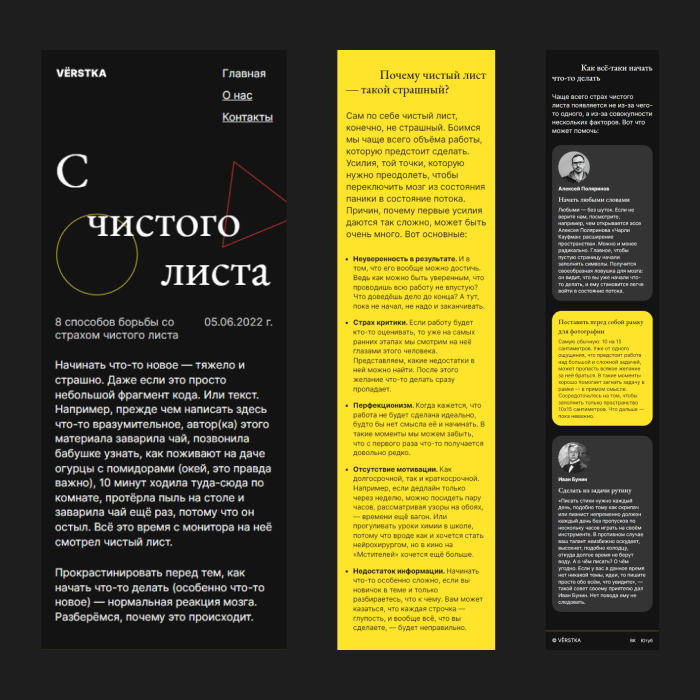 VЁRSTKA
Главная
О нас
Контакты
С
чистого
листа
8 способов борьбы со
страхом чистого листа
05.06.2022 г.
Начинать что-то новое — тяжело и
страшно. Даже если это просто
небольшой фрагмент кода. Или текст.
Например, прежде чем написать здесь
что-то вразумительное, автор(ка) этого
материала заварила чай, позвонила
бабушке узнать, как поживают на даче
огурцы с помидорами (окей, это правда
важно), 10 минут ходила туда-сюда по
комнате, протёрла пыль на столе и
заварила чай ещё раз, потому что он
остыл. Всё это время с монитора на неё
смотрел чистый лист.
Прокрастинировать перед тем, как
начать что-то делать (особенно что-то
новое) — нормальная реакция мозга.
Разберёмся, почему это происходит.
Почему чистый лист
— такой страшный?
Сам по себе чистый лист,
конечно, не страшный. Боимся
мы чаще всего объёма работы,
которую предстоит сделать.
Усилия, той точки, которую
нужно преодолеть, чтобы
переключить мозг из состояния
паники в состояние потока.
Причин, почему первые усилия
даются так сложно, может быть
очень много. Вот основные:
Неуверенность в результате. И в
том, что его вообще можно достичь.
Ведь как можно быть уверенным, что
проводишь всю работу не впустую?
Что доведёшь дело до конца? А тут,
пока не начал, не надо и заканчивать.
Страх критики. Если работу будет
кто-то оценивать, то уже на самых
ранних этапах мы смотрим на неё
глазами этого человека.
Представляем, какие недостатки в
ней можно найти. После этого
желание что-то делать сразу
пропадает.
Перфекционизм. Когда кажется, что
работа не будет сделана идеально,
будто бы нет смысла её и начинать. В
такие моменты мы можем забыть,
что с первого раза что-то получается
довольно редко.
Отсутствие мотивации. Как
долгосрочной, так и краткосрочной.
Например, если дедлайн только
через неделю, можно посидеть пару
часов, рассматривая узоры на обоях,
— времени ещё вагон. Или
прогуливать уроки химии в школе,
потому что вроде как и хочется стать
нейрохирургом, но в кино на
«Мстителей» хочется ещё больше.
Недостаток информации. Начинать
что-то особенно сложно, если вы
новичок в теме и только
разбираетесь, что к чему. Вам может
казаться, что каждая строчка —
глупость, и вообще всё, что вы
сделаете, — будет неправильно.
Как всё-таки начать
что-то делать
Чаще всего страх чистого
листа появляется не из-за чего-
то одного, а из-за совокупности
нескольких факторов. Вот что
может помочь:
Алексей Поляринов
Начать любыми словами
Любыми — без шуток. Если не
верите нам, посмотрите,
например, чем открывается эссе
Алексея Поляринова «Чарли
Кауфман: расширение
пространства». Можно и менее
радикально. Главное, чтобы
пустую страницу начали
заполнять символы. Получится
своеобразная ловушка для мозга:
он видит, что вы уже начали что-
то делать, и ему становится легче
войти в состояние потока.
Поставить перед собой рамку
для фотографии
Самую обычную: 10 на 15
сантиметров. Уже от одного
ощущения, что предстоит работа
над большой и сложной задачей,
может пропасть всякое желание
за неё браться. В такие моменты
хорошо помогает загнать задачу в
рамки — в прямом смысле.
Сосредоточьтесь на том, чтобы
заполнить только пространство
10х15 сантиметров. Что дальше —
пока неважно.
Иван Бунин
Сделать из задачи рутину
«Писать стихи нужно каждый
день, подобно тому как скрипач
или пианист непременно должен
каждый день без пропусков по
несколько часов играть на своём
инструменте. В противном случае
ваш талант неизбежно оскудеет,
высохнет, подобно колодцу,
откуда долгое время не берут
воду. А о чём писать? О чём
угодно. Если у вас в данное время
нет никакой темы, идеи, то пишите
просто обо всём, что увидите», —
такой совет своему приятелю дал
Иван Бунин. Нет повода ему не
следовать.
© VЁRSTKA
ВК
Ютуб